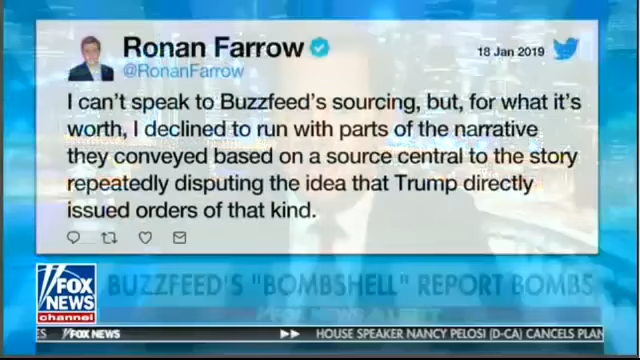 Ronan Farrow
18 Jan 2019
@RonanFarrow
I can't speak to Buzzfeed's sourcing, but, for what it's
worth, I declined to run with parts of the narrative
they conveyed based on a source central to the story
repeatedly disputing the idea that Trump directly
issued orders of that kind.
FOX
NEWS
channel
BUZZFEED'S "BOMBSHELL" REPORT BOMBS
ES FOX NEWS HOUSE SPEAKER NANCY PELOSI (D-CA) CANCELS PLAN